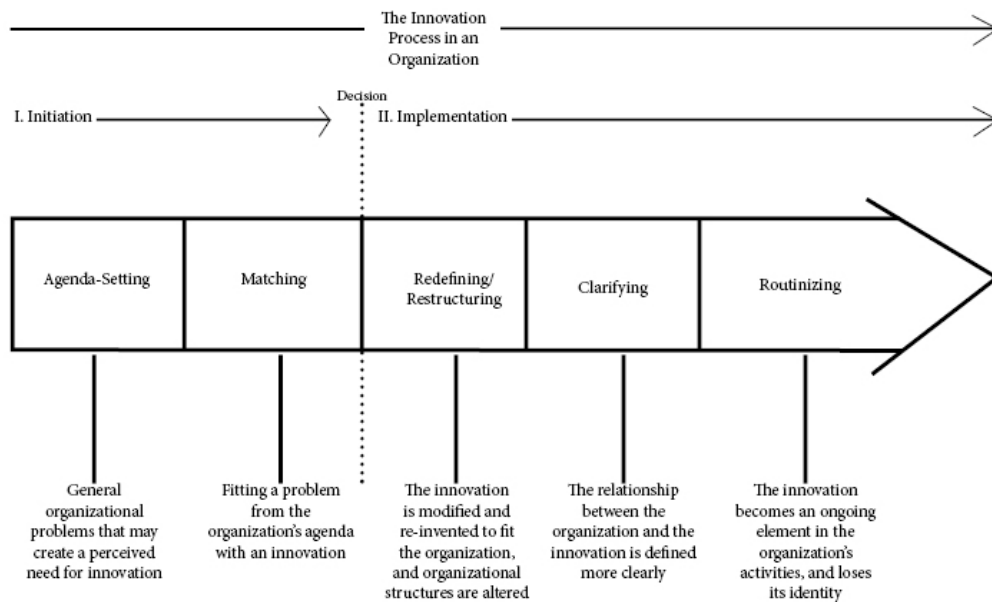 The Innovation
Process in an
Organization
Decision
I. Initiation
II. Implementation
Agenda-Setting
Matching
Redefining/
Restructuring
Clarifying
Routinizing
General
organizational
problems that may
create a perceived
need for innovation
Fitting a problem
from the
organization's agenda
with an innovation
The innovation
is modified and
re-invented to fit
the organization,
and organizational
structures are altered
The relationship
between the
organization and the
innovation is defined
more clearly
The innovation
becomes an ongoing
element in the
organization's
activities, and loses
its identity